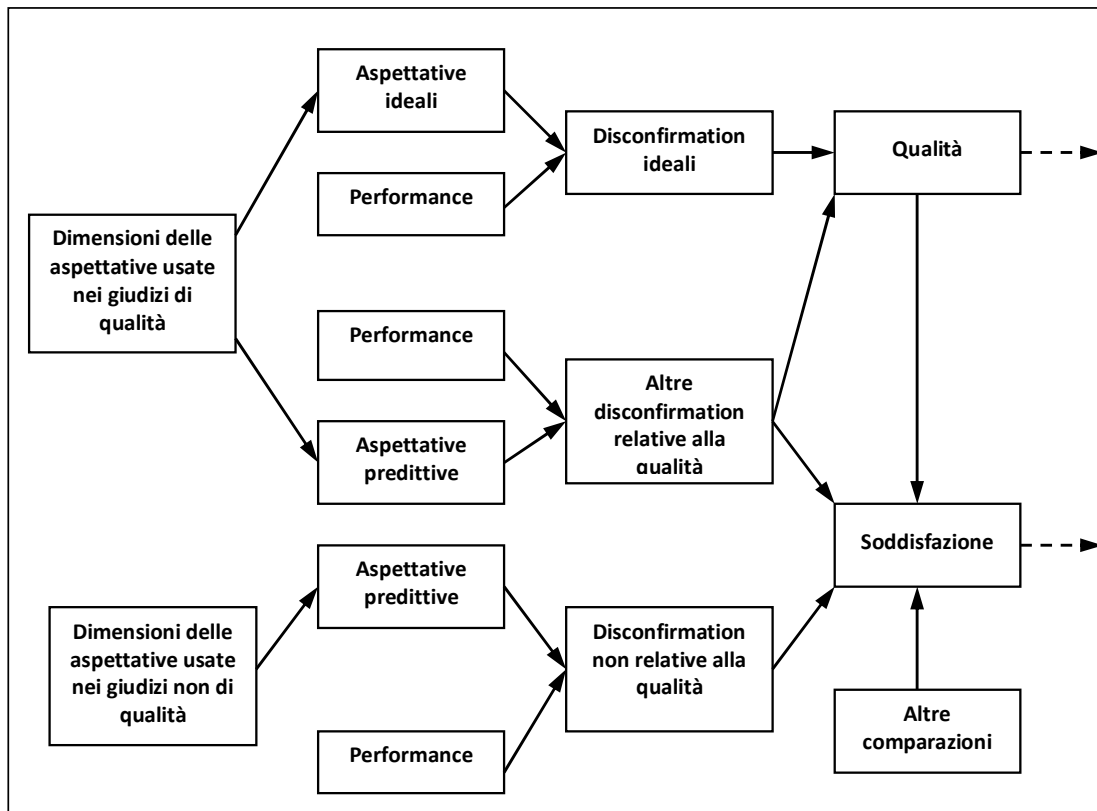 Aspettative
ideali
Performance
Disconfirmation
ideali
Qualità
Dimensioni delle
aspettative usate
nei giudizi di
qualità
Performance
Aspettative
predittive
Altre
disconfirmation
relative alla
qualità
Soddisfazione
Aspettative
predittive
Dimensioni delle
aspettative usate
nei giudizi non di
qualità
Performance
Disconfirmation
non relative alla
qualità
Altre
comparazioni